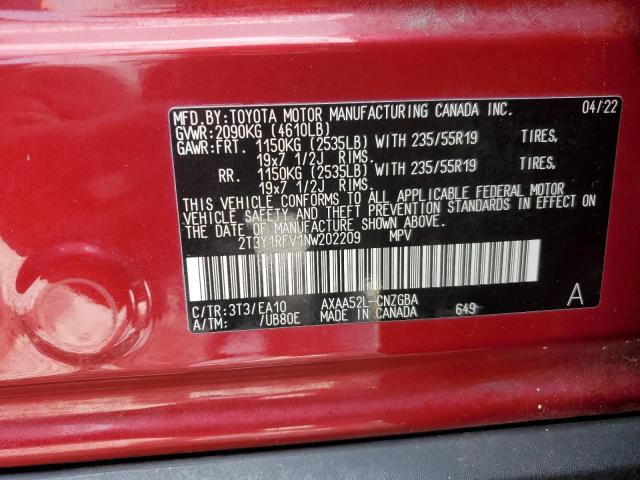 MFD.BY:TOYOTA MOTOR MANUFACTURING CANADA INC. 04/22
GVWR:2090KG (4610LB)
GAWR:FRT. 1150KG (2535LB) WITH 235/55R19 TIRES,
19x7 1/2J RIMS.
RR. 1150KG (2535LB) WITH 235/55R19 TIRES,
19x7 1/2J RIMS.
THIS VEHICLE CONFORMS TO ALL APPLICABLE FEDERAL MOTOR
VEHICLE SAFETY AND THEFT PREVENTION STANDARDS IN EFFECT ON
THE DATE OF MANUFACTURE SHOWN ABOVE.
2T3Y1RFV1NW202209 MPV
C/TR:3T3/EA10 AXAA52L-CNZGBA A
A/TM: /UB80E MADE IN CANADA 649